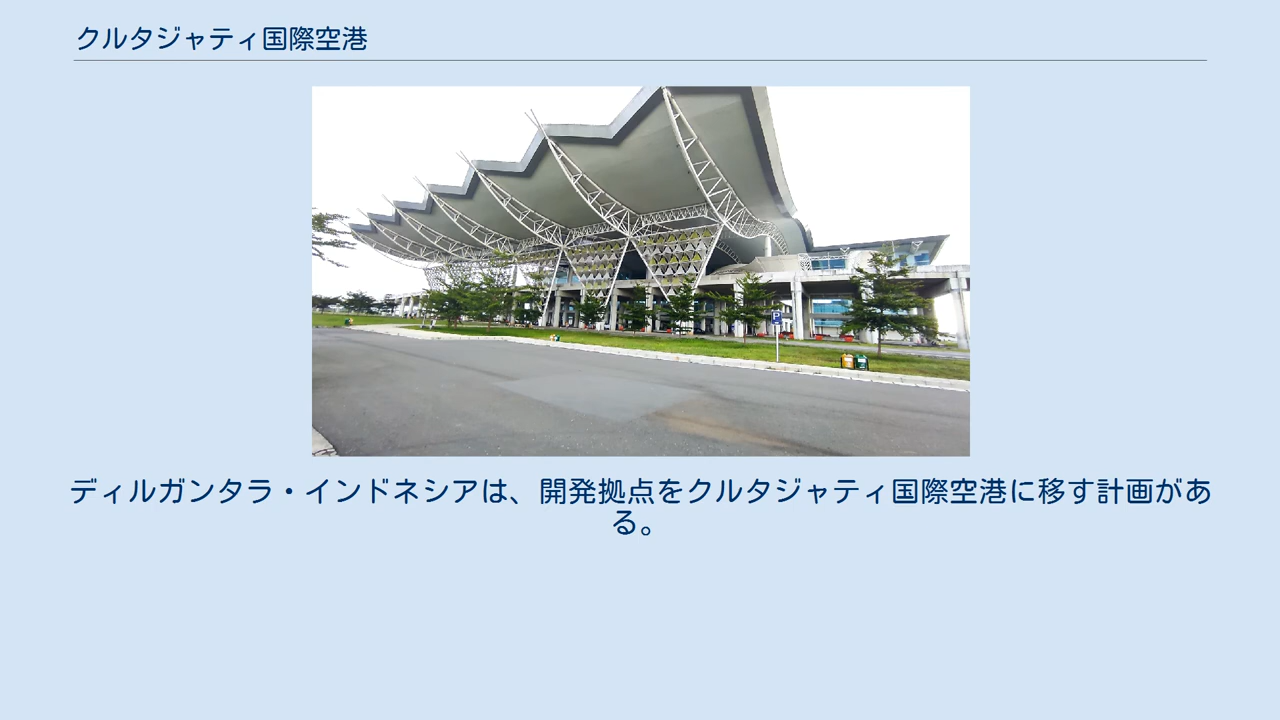 クルタジャティ国際空港
P
ディルガンタラ・インドネシアは、開発拠点をクルタジャティ国際空港に移す計画があ
る。